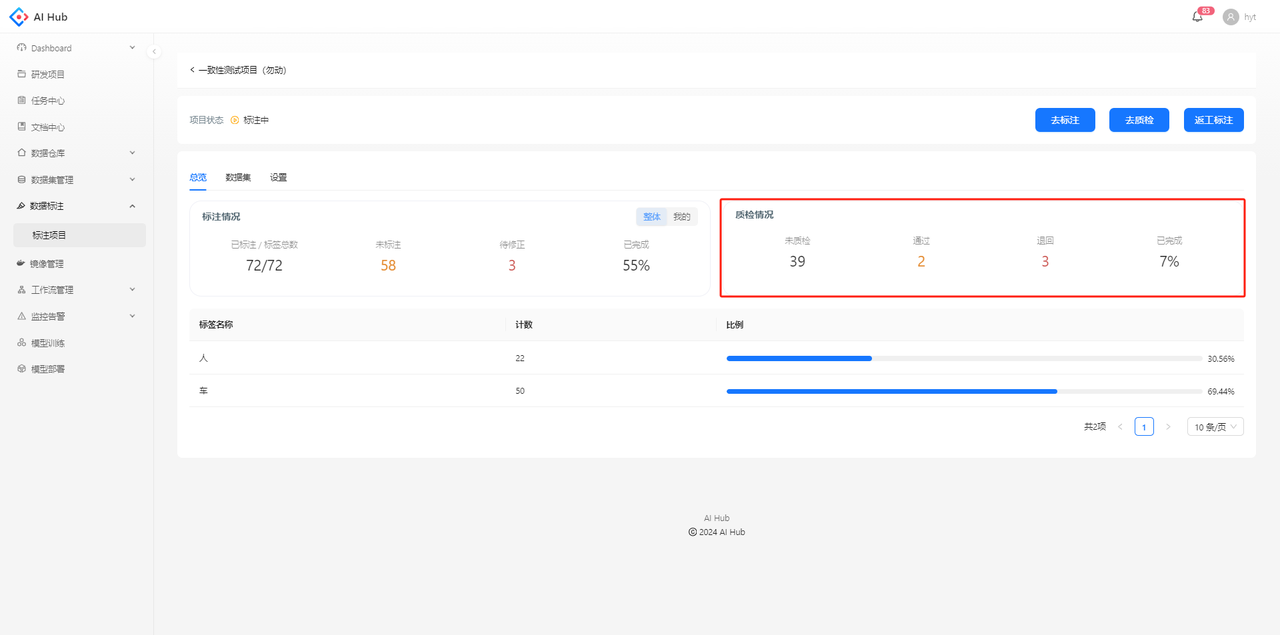 AI Hub
83
hyt
Dashboard
研发项目
任务中心
文档中心
数据仓库
数据集管理
数据标注
标注项目
镜像管理
工作流管理
监控告警
模型训练
模型部署
< 一致性测试项目（勿动）
项目状态 标注中
去标注 去质检 返工标注
总览 数据集 设置
标注情况 整体 我的
已标注 / 标签总数 未标注 待修正 已完成
72/72 58 3 55%
质检情况
未质检 通过 退回 已完成
39 2 3 7%
标签名称 计数 比例
人 22 30.56%
车 50 69.44%
共2项 < 1 > 10 条/页
AI Hub
© 2024 AI Hub